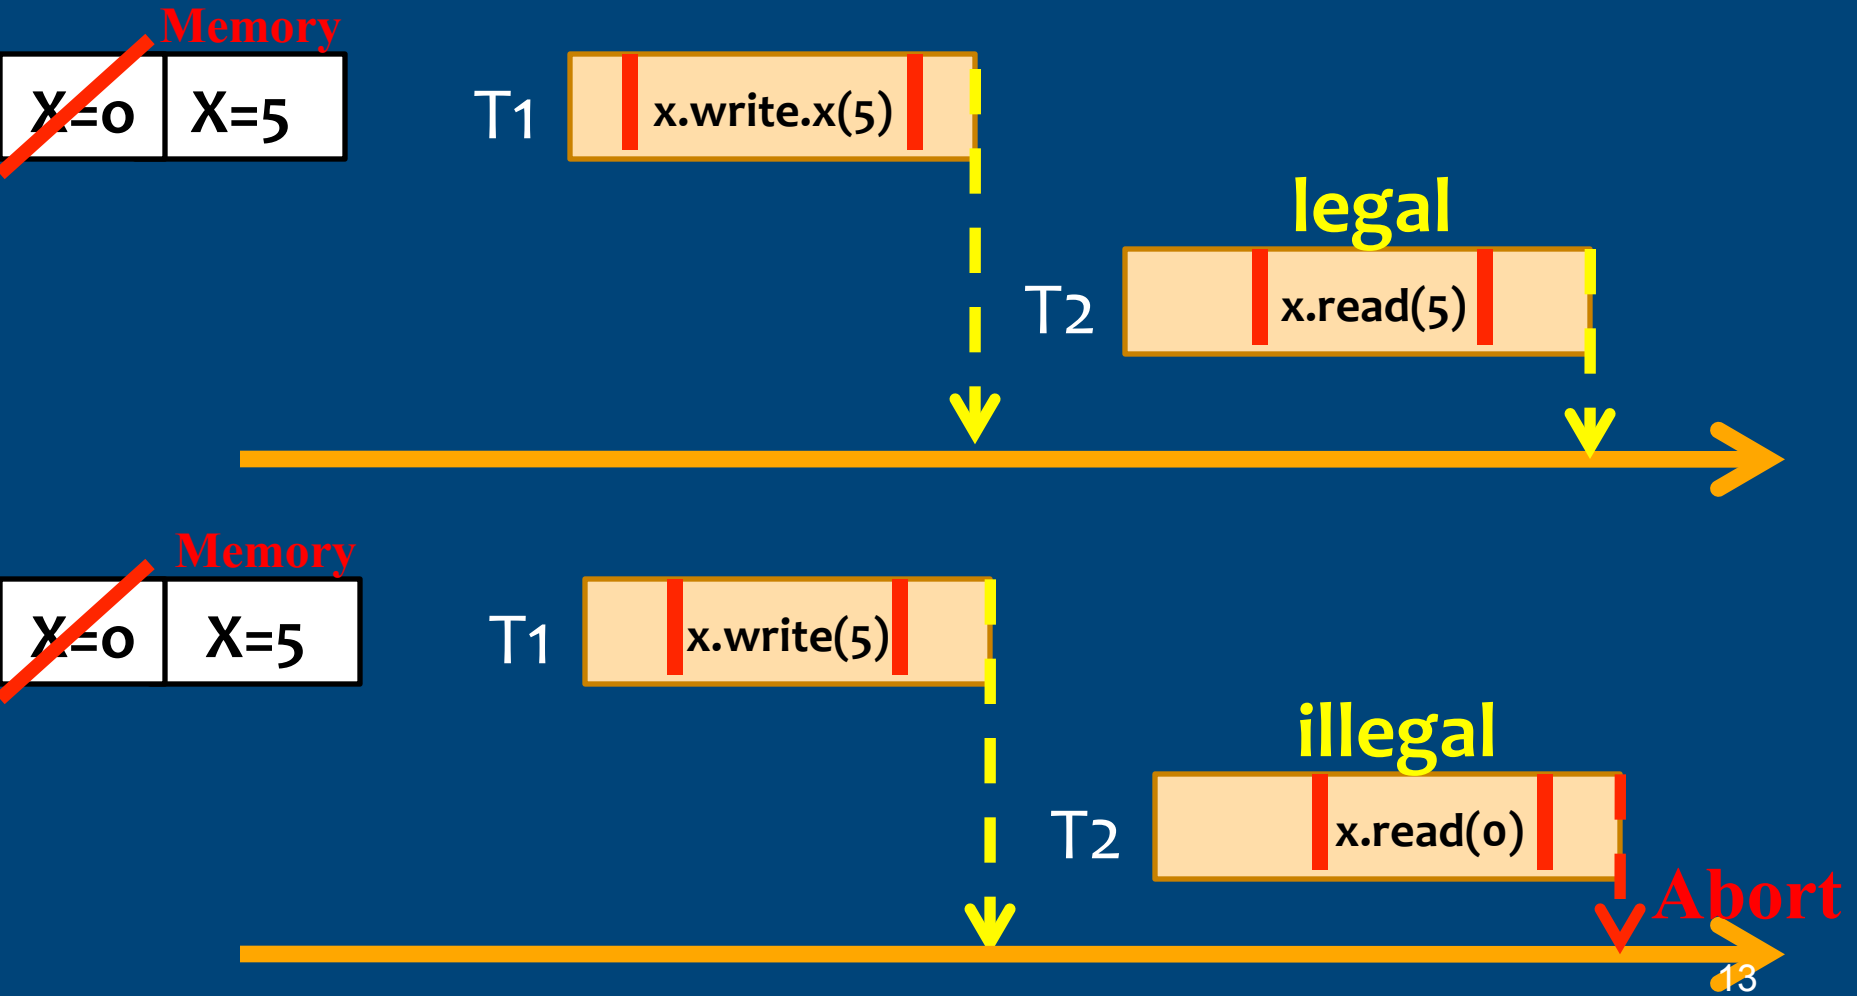 Memory
X=0 X=5
T1
x.write.x(5)
legal
T2
x.read(5)
Memory
X=0 X=5
T1
x.write(5)
illegal
T2
x.read(0)
Abort
13